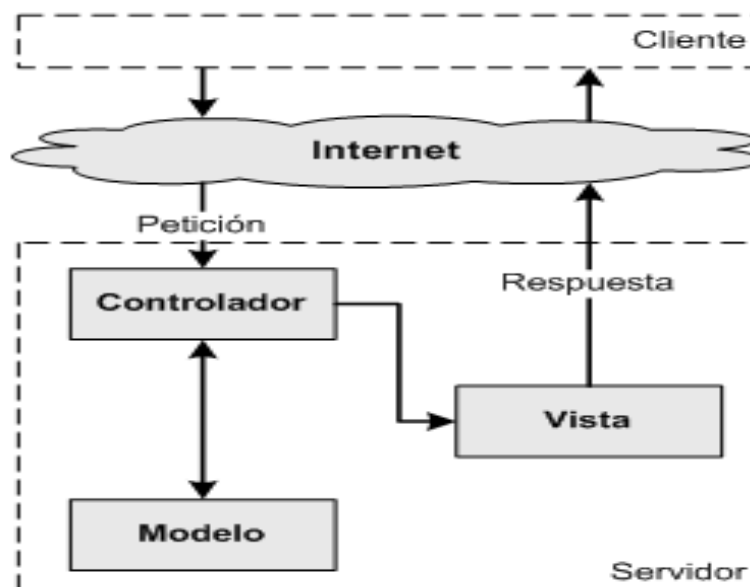 Cliente
Internet
Petición
Respuesta
Controlador
Vista
Modelo
Servidor